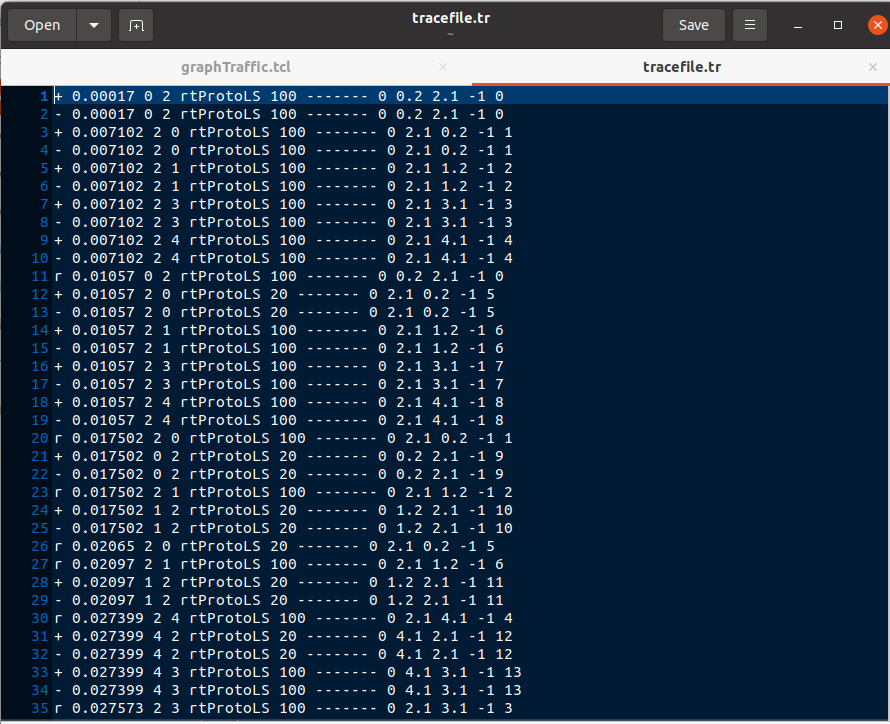 Open
tracefile.tr
~
Save
graphTraffic.tcl
tracefile.tr
1 + 0.00017 0 2 rtProtoLS 100 ------- 0 0.2 2.1 -1 0
2 - 0.00017 0 2 rtProtoLS 100 ------- 0 0.2 2.1 -1 0
3 + 0.007102 2 0 rtProtoLS 100 ------- 0 2.1 0.2 -1 1
4 - 0.007102 2 0 rtProtoLS 100 ------- 0 2.1 0.2 -1 1
5 + 0.007102 2 1 rtProtoLS 100 ------- 0 2.1 1.2 -1 2
6 - 0.007102 2 1 rtProtoLS 100 ------- 0 2.1 1.2 -1 2
7 + 0.007102 2 3 rtProtoLS 100 ------- 0 2.1 3.1 -1 3
8 - 0.007102 2 3 rtProtoLS 100 ------- 0 2.1 3.1 -1 3
9 + 0.007102 2 4 rtProtoLS 100 ------- 0 2.1 4.1 -1 4
10 - 0.007102 2 4 rtProtoLS 100 ------- 0 2.1 4.1 -1 4
11 r 0.01057 0 2 rtProtoLS 100 ------- 0 0.2 2.1 -1 0
12 + 0.01057 2 0 rtProtoLS 20 ------- 0 2.1 0.2 -1 5
13 - 0.01057 2 0 rtProtoLS 20 ------- 0 2.1 0.2 -1 5
14 + 0.01057 2 1 rtProtoLS 100 ------- 0 2.1 1.2 -1 6
15 - 0.01057 2 1 rtProtoLS 100 ------- 0 2.1 1.2 -1 6
16 + 0.01057 2 3 rtProtoLS 100 ------- 0 2.1 3.1 -1 7
17 - 0.01057 2 3 rtProtoLS 100 ------- 0 2.1 3.1 -1 7
18 + 0.01057 2 4 rtProtoLS 100 ------- 0 2.1 4.1 -1 8
19 - 0.01057 2 4 rtProtoLS 100 ------- 0 2.1 4.1 -1 8
20 r 0.017502 2 0 rtProtoLS 100 ------- 0 2.1 0.2 -1 1
21 + 0.017502 0 2 rtProtoLS 20 ------- 0 0.2 2.1 -1 9
22 - 0.017502 0 2 rtProtoLS 20 ------- 0 0.2 2.1 -1 9
23 r 0.017502 2 1 rtProtoLS 100 ------- 0 2.1 1.2 -1 2
24 + 0.017502 1 2 rtProtoLS 20 ------- 0 1.2 2.1 -1 10
25 - 0.017502 1 2 rtProtoLS 20 ------- 0 1.2 2.1 -1 10
26 r 0.02065 2 0 rtProtoLS 20 ------- 0 2.1 0.2 -1 5
27 r 0.02097 2 1 rtProtoLS 100 ------- 0 2.1 1.2 -1 6
28 + 0.02097 1 2 rtProtoLS 20 ------- 0 1.2 2.1 -1 11
29 - 0.02097 1 2 rtProtoLS 20 ------- 0 1.2 2.1 -1 11
30 r 0.027399 2 4 rtProtoLS 100 ------- 0 2.1 4.1 -1 4
31 + 0.027399 4 2 rtProtoLS 20 ------- 0 4.1 2.1 -1 12
32 - 0.027399 4 2 rtProtoLS 20 ------- 0 4.1 2.1 -1 12
33 + 0.027399 4 3 rtProtoLS 100 ------- 0 4.1 3.1 -1 13
34 - 0.027399 4 3 rtProtoLS 100 ------- 0 4.1 3.1 -1 13
35 r 0.027573 2 3 rtProtoLS 100 ------- 0 2.1 3.1 -1 3